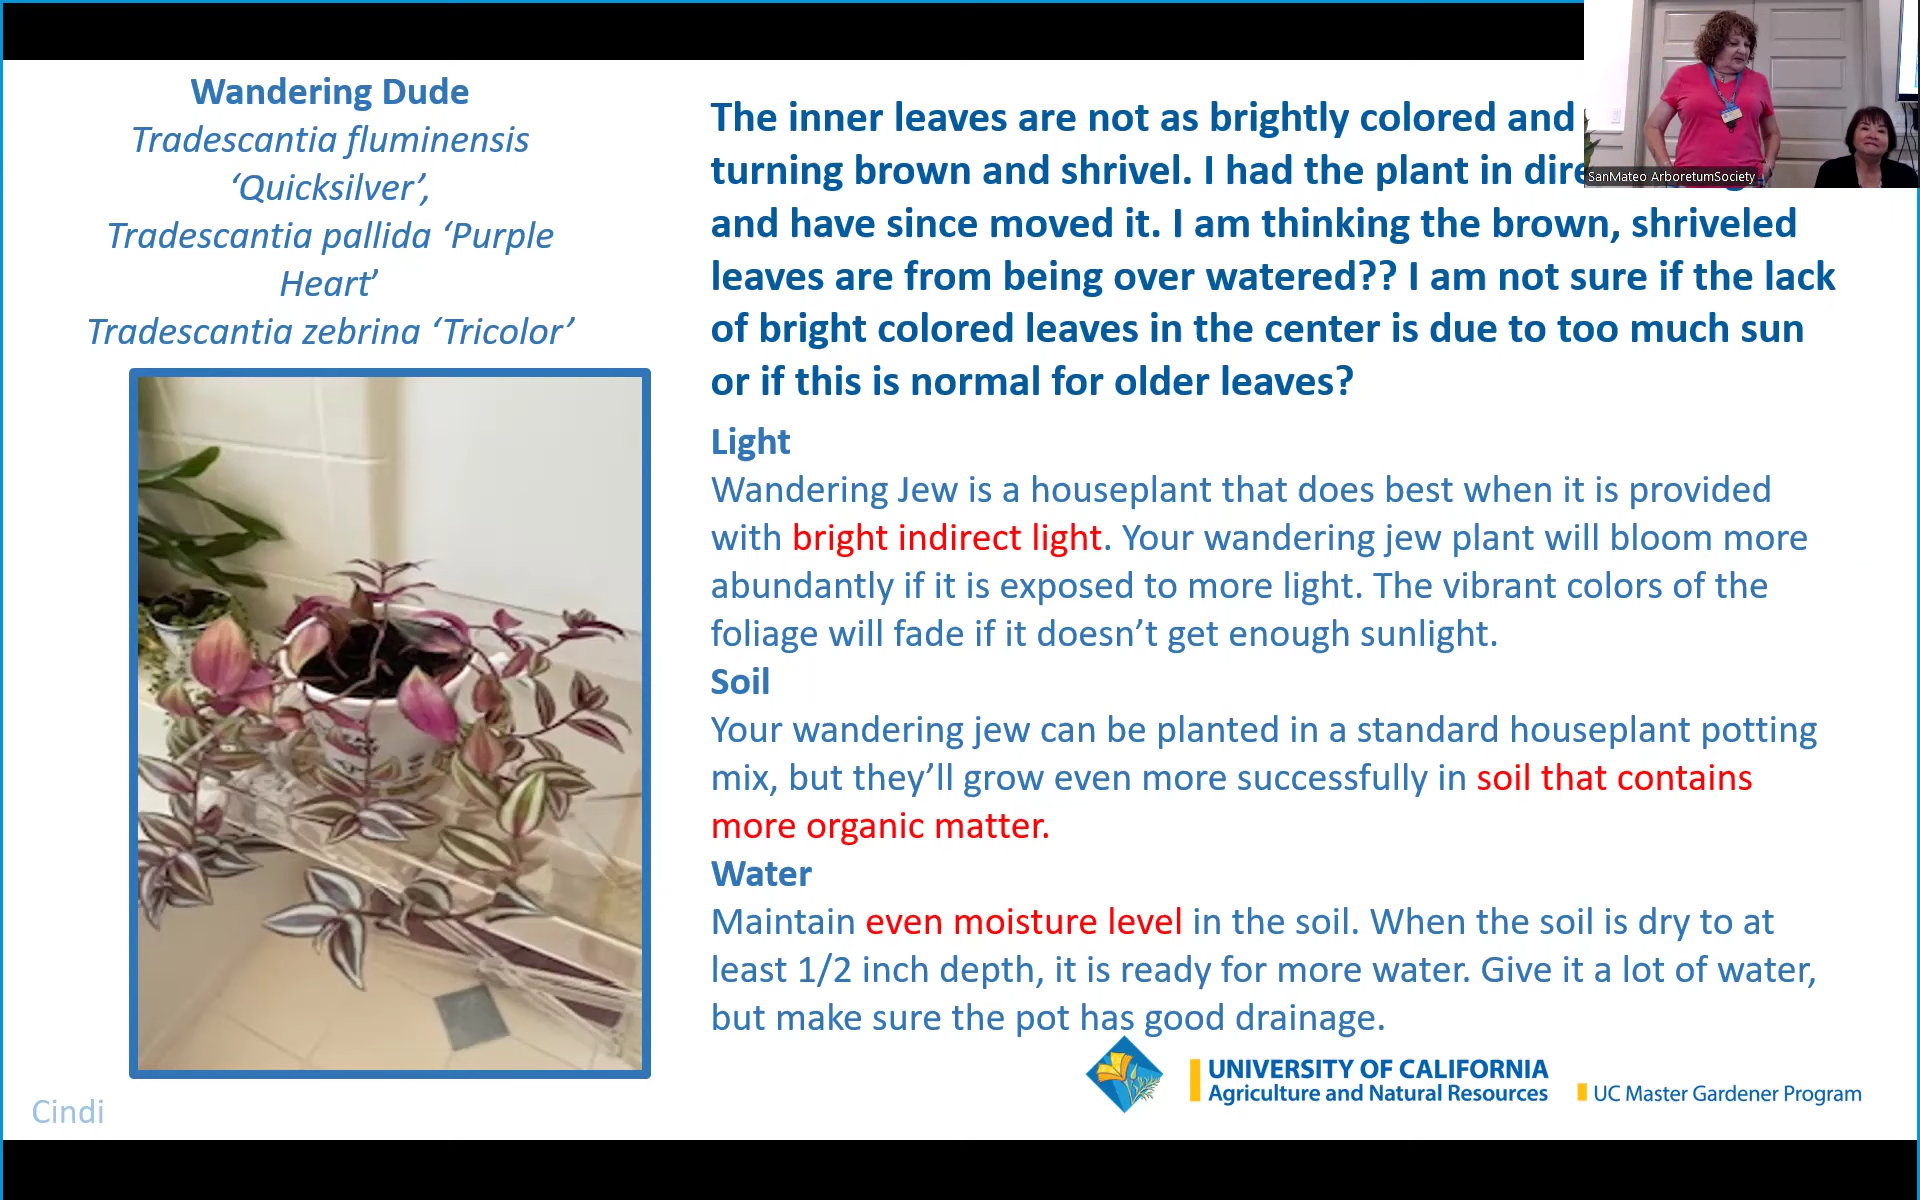 Wandering Dude
Tradescantia fluminensis
‘Quicksilver’,
Tradescantia pallida ‘Purple
Heart’
Tradescantia zebrina ‘Tricolor’
The inner leaves are not as brightly colored and
turning brown and shrivel. I had the plant in
and have since moved it. I am thinking the brown, shriveled
leaves are from being over watered?? I am not sure if the lack
of bright colored leaves in the center is due to too much sun
or if this is normal for older leaves?
Light
Wandering Jew is a houseplant that does best when it is provided
with bright indirect light. Your wandering jew plant will bloom more
abundantly if it is exposed to more light. The vibrant colors of the
foliage will fade if it doesn’t get enough sunlight.
Soil
Your wandering jew can be planted in a standard houseplant potting
mix, but they’ll grow even more successfully in soil that contains
more organic matter.
Water
Maintain even moisture level in the soil. When the soil is dry to at
least 1/2 inch depth, it is ready for more water. Give it a lot of water,
but make sure the pot has good drainage.
UNIVERSITY OF CALIFORNIA
Agriculture and Natural Resources
UC Master Gardener Program
Cindi
SanMateo ArboretumSociety